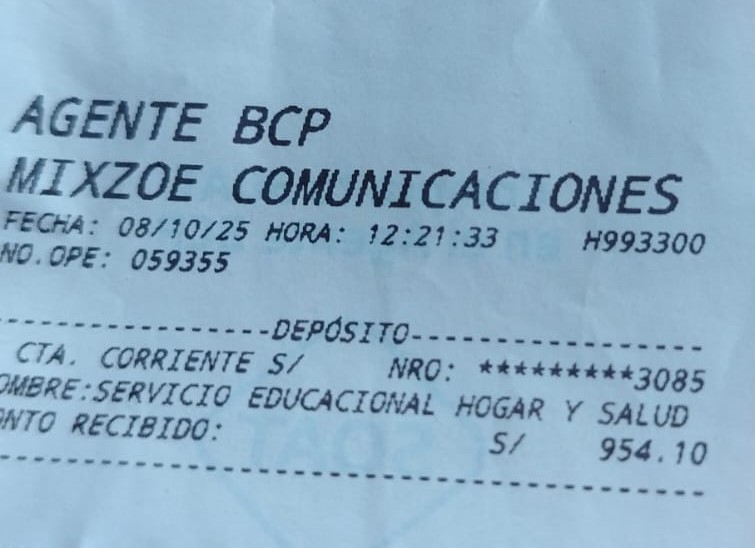 AGENTE BCP
MIXZOE COMUNICACIONES
FECHA: 08/10/25 HORA: 12:21:33 H993300
NO.OPE: 059355
-----------------DEPÓSITO-----------------
CTA. CORRIENTE S/ NRO: *********3085
OMBRE:SERVICIO EDUCACIONAL HOGAR Y SALUD
ONTO RECIBIDO: S/ 954.10